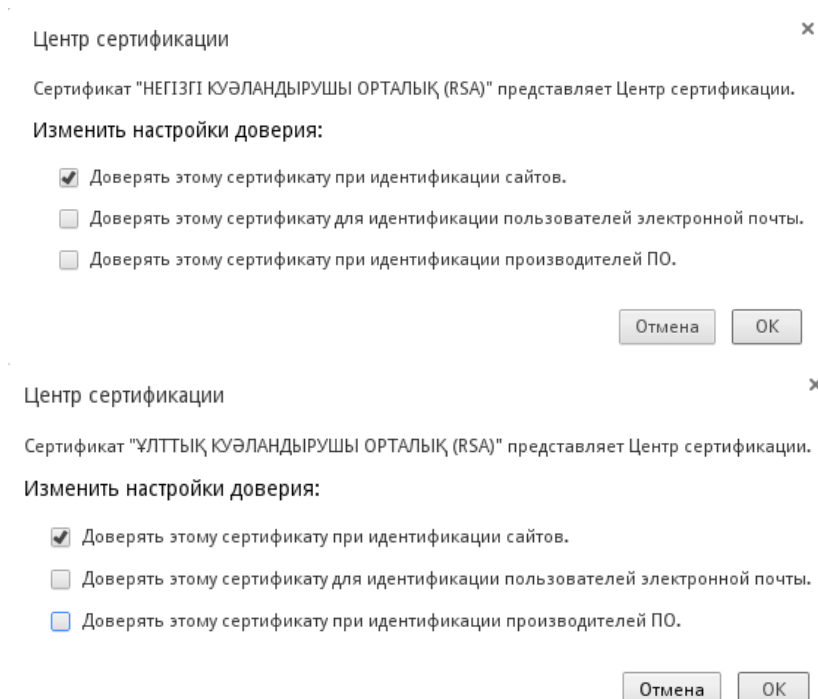 Центр сертификации
Сертификат "НЕГІЗГІ КУӘЛАНДЫРУШЫ ОРТАЛЫҚ (RSA)" представляет Центр сертификации.
Изменить настройки доверия:
Доверять этому сертификату при идентификации сайтов.
Доверять этому сертификату для идентификации пользователей электронной почты.
Доверять этому сертификату при идентификации производителей ПО.
Отмена OK
Центр сертификации
Сертификат "ҰЛТТЫҚ КУӘЛАНДЫРУШЫ ОРТАЛЫҚ (RSA)" представляет Центр сертификации.
Изменить настройки доверия:
Доверять этому сертификату при идентификации сайтов.
Доверять этому сертификату для идентификации пользователей электронной почты.
Доверять этому сертификату при идентификации производителей ПО.
Отмена OK